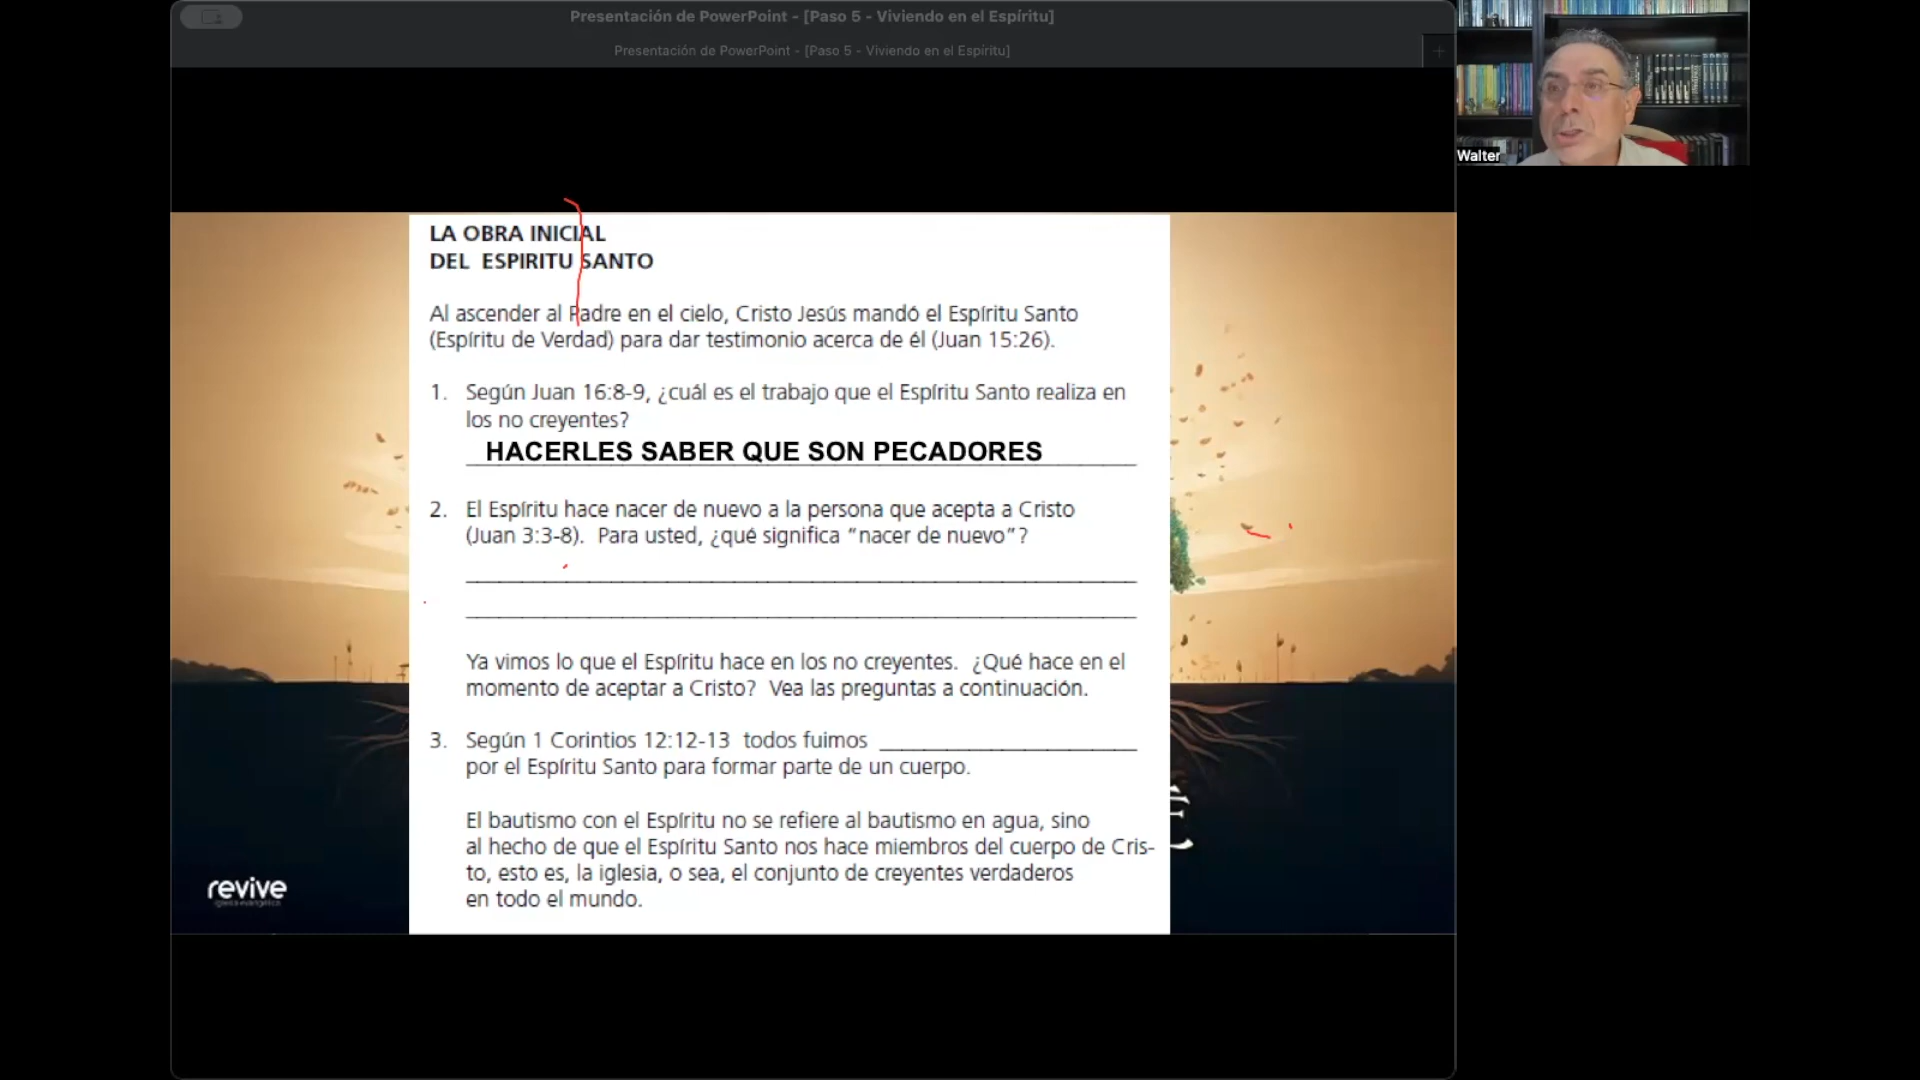 Presentación de PowerPoint - [Paso 5 - Viviendo en el Espíritu]
Presentación de PowerPoint - [Paso 5 - Viviendo en el Espíritu]
Walter
LA OBRA INICIAL
DEL ESPIRITU SANTO
Al ascender al Padre en el cielo, Cristo Jesús mandó el Espíritu Santo
(Espíritu de Verdad) para dar testimonio acerca de él (Juan 15:26).
1. Según Juan 16:8-9, ¿cuál es el trabajo que el Espíritu Santo realiza en
los no creyentes?
HACERLES SABER QUE SON PECADORES
2. El Espíritu hace nacer de nuevo a la persona que acepta a Cristo
(Juan 3:3-8). Para usted, ¿qué significa “nacer de nuevo”?
Ya vimos lo que el Espíritu hace en los no creyentes. ¿Qué hace en el
momento de aceptar a Cristo? Vea las preguntas a continuación.
3. Según 1 Corintios 12:12-13 todos fuimos
por el Espíritu Santo para formar parte de un cuerpo.
El bautismo con el Espíritu no se refiere al bautismo en agua, sino
al hecho de que el Espíritu Santo nos hace miembros del cuerpo de Cris-
to, esto es, la iglesia, o sea, el conjunto de creyentes verdaderos
en todo el mundo.
revive
iglesia evangélica